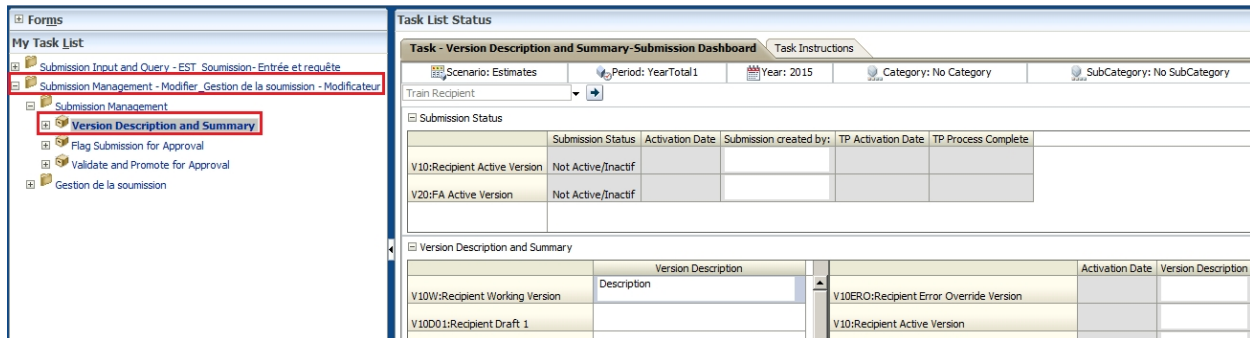 Forms
My Task List
Submission Input and Query - EST_Soumission- Entrée et requête
Submission Management - Modifier_Gestion de la soumission - Modificateur
Submission Management
Version Description and Summary
Flag Submission for Approval
Validate and Promote for Approval
Gestion de la soumission
Task List Status
Task - Version Description and Summary-Submission Dashboard Task Instructions
Scenario: Estimates Period: YearTotal1 Year: 2015 Category: No Category SubCategory: No SubCategory
Train Recipient
Submission Status
Submission Status Activation Date Submission created by: TP Activation Date TP Process Complete
V10:Recipient Active Version Not Active/Inactif
V20:FA Active Version Not Active/Inactif
Version Description and Summary
Version Description Activation Date Version Description
V10W:Recipient Working Version Description V10ERO:Recipient Error Override Version
V10D01:Recipient Draft 1 V10:Recipient Active Version